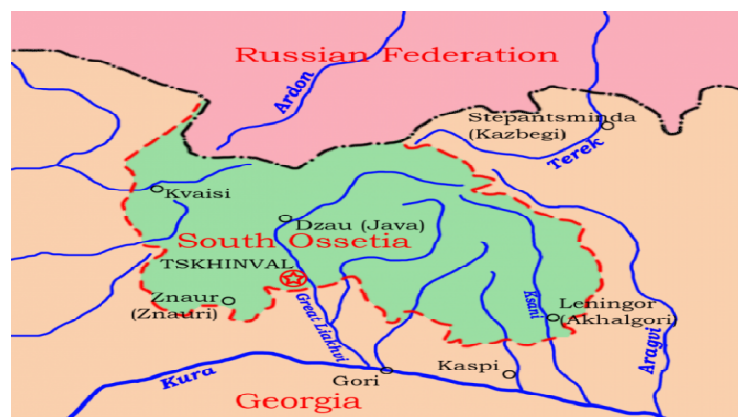 Russian Federation
Ardon
Stepantsminda
(Kazbegi)
Terek
Kvaisi
Dzau (Java)
South Ossetia
TSKHINVAL
Znaur
(Znauri)
Great Liakhvi
Ksani
Leningor
(Akhalgori)
Aragvi
Kura
Gori
Kaspi
Georgia